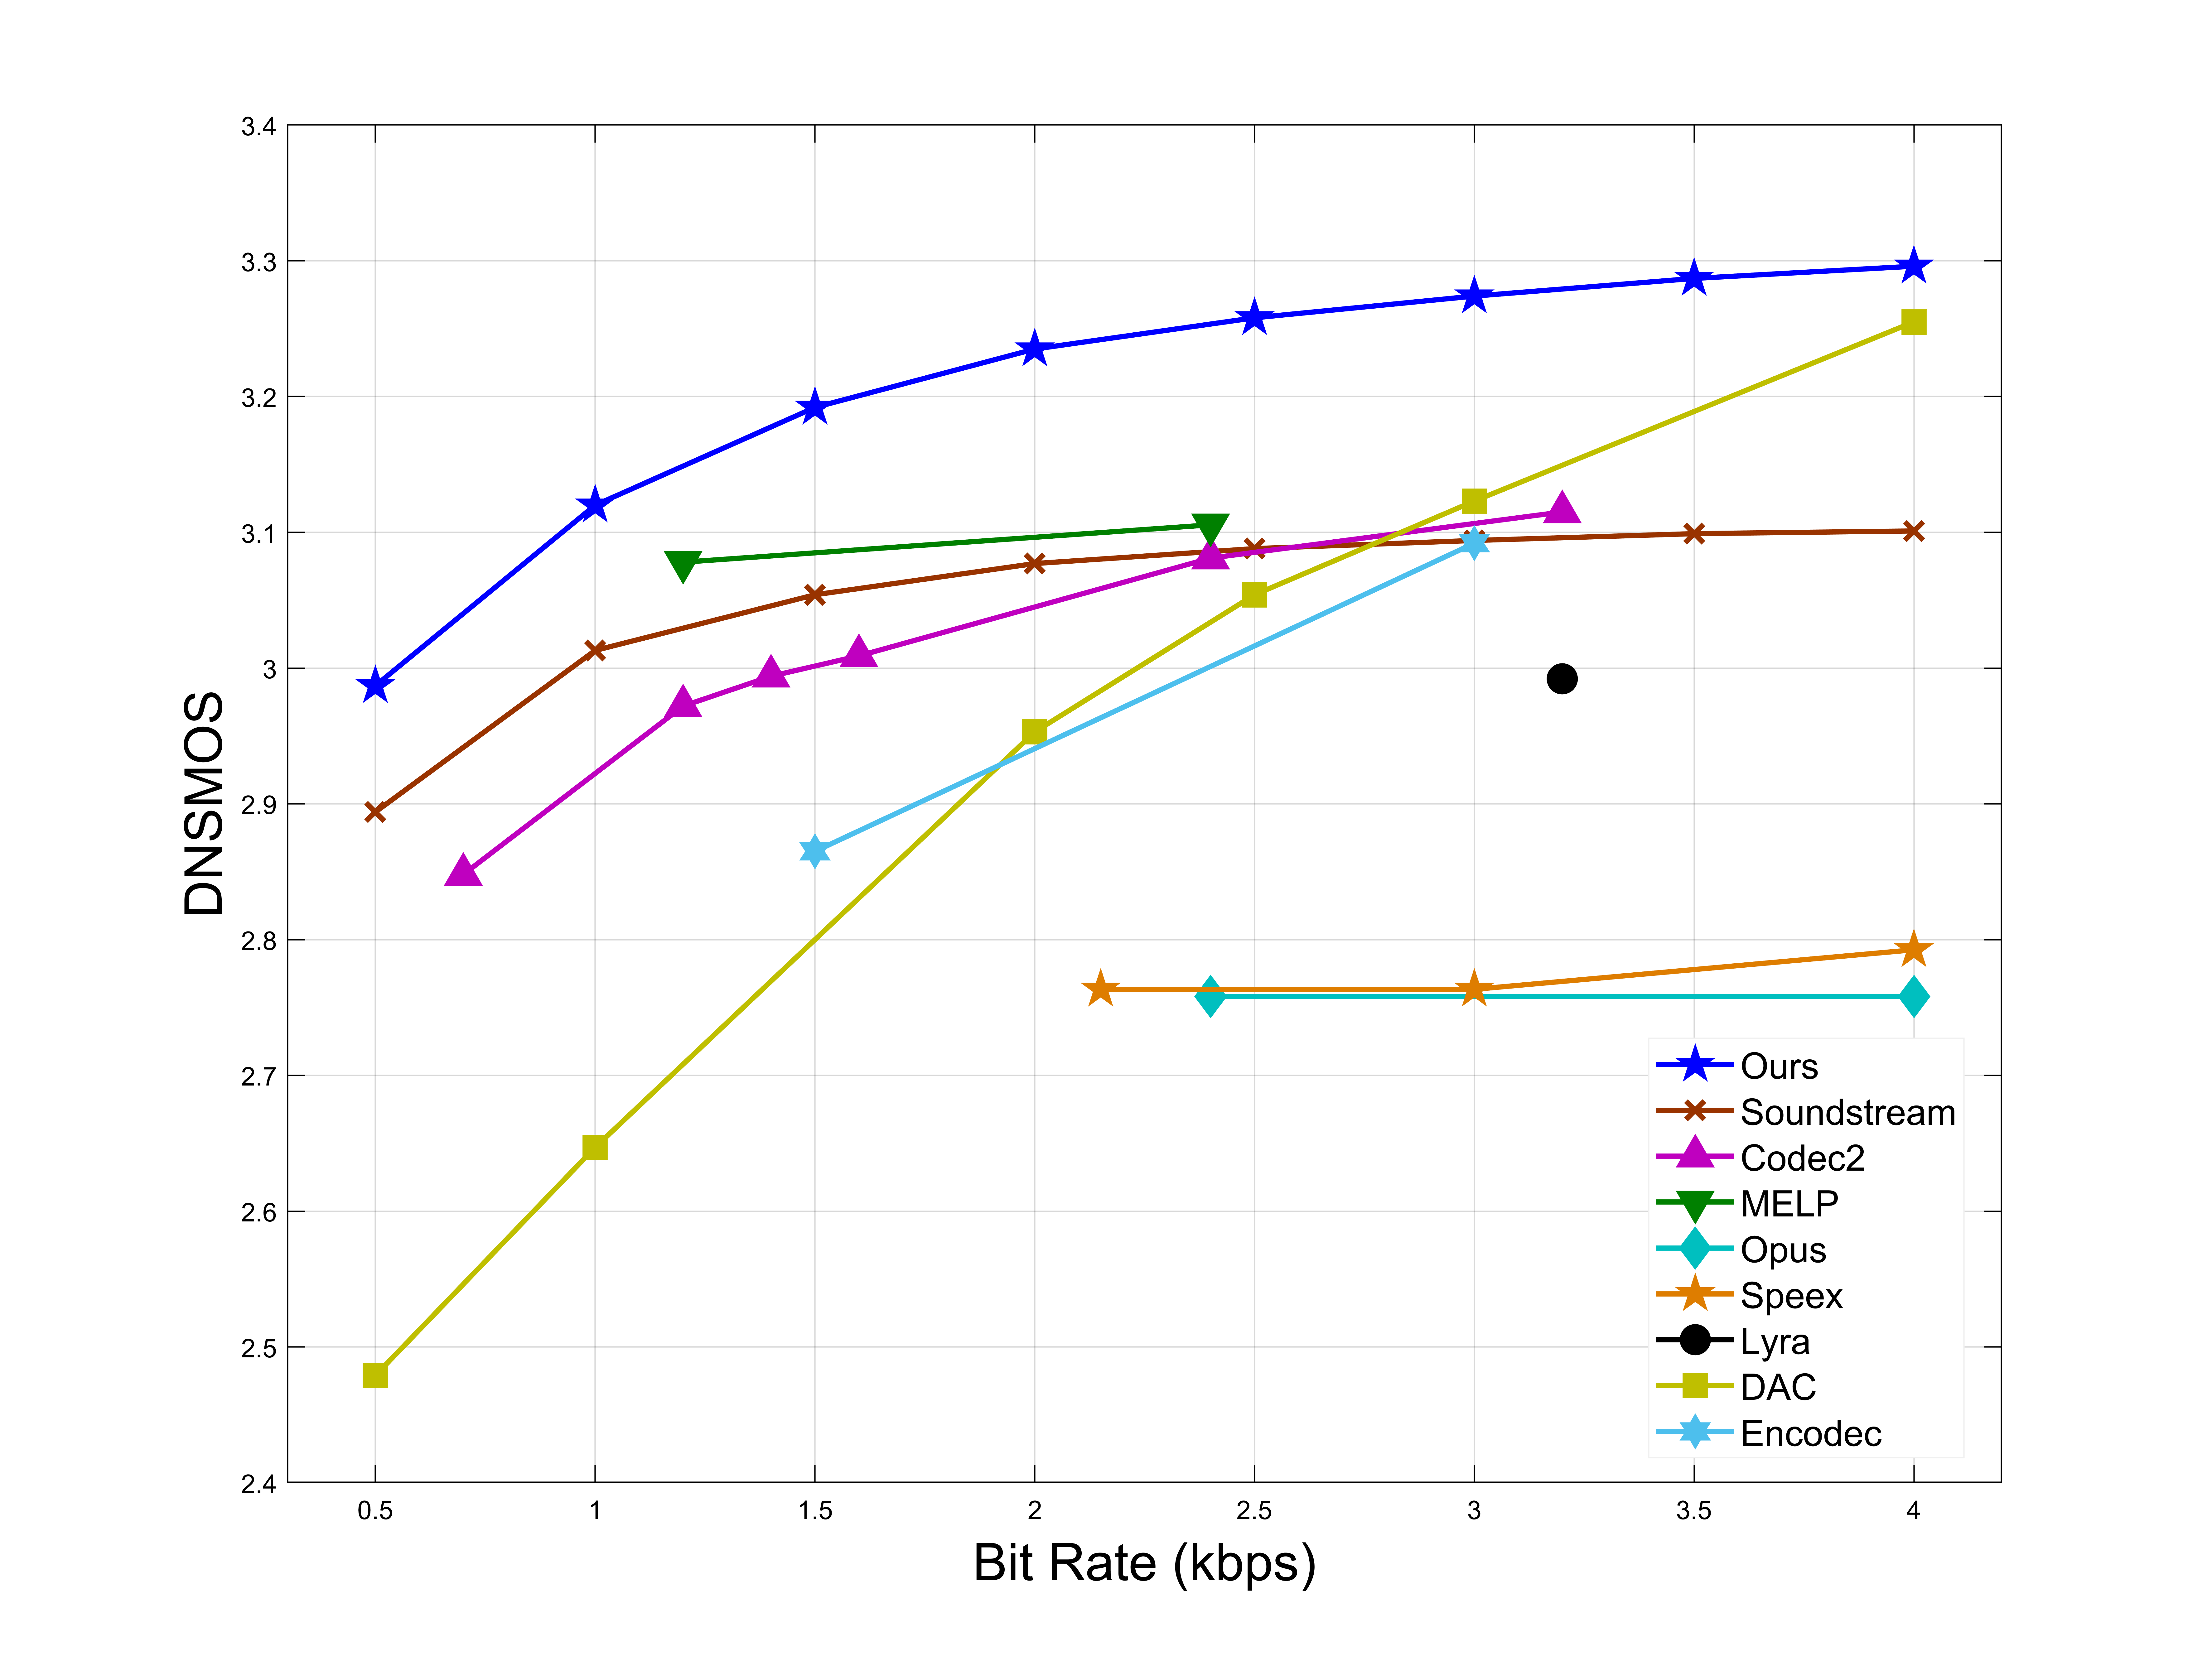 3.4
3.3
3.2
3.1
3
2.9
2.8
2.7
2.6
2.5
2.4
DNSMOS
0.5 1 1.5 2 2.5 3 3.5 4
Bit Rate (kbps)
Ours
Soundstream
Codec2
MELP
Opus
Speex
Lyra
DAC
Encodec